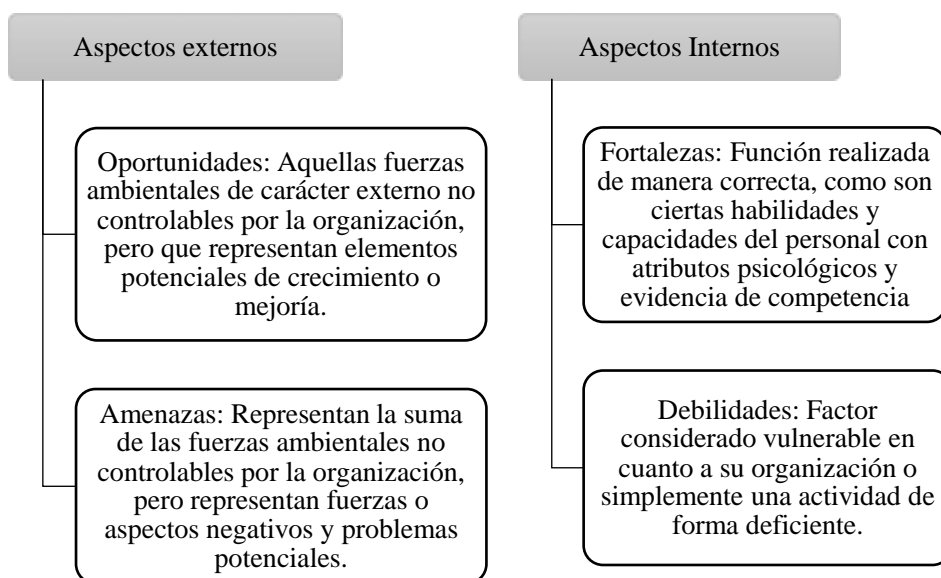 Aspectos externos
Oportunidades: Aquellas fuerzas
ambientales de carácter externo no
controlables por la organización,
pero que representan elementos
potenciales de crecimiento o
mejoría.
Amenazas: Representan la suma
de las fuerzas ambientales no
controlables por la organización,
pero representan fuerzas o
aspectos negativos y problemas
potenciales.
Aspectos Internos
Fortalezas: Función realizada
de manera correcta, como son
ciertas habilidades y
capacidades del personal con
atributos psicológicos y
evidencia de competencia
Debilidades: Factor
considerado vulnerable en
cuanto a su organización o
simplemente una actividad de
forma deficiente.